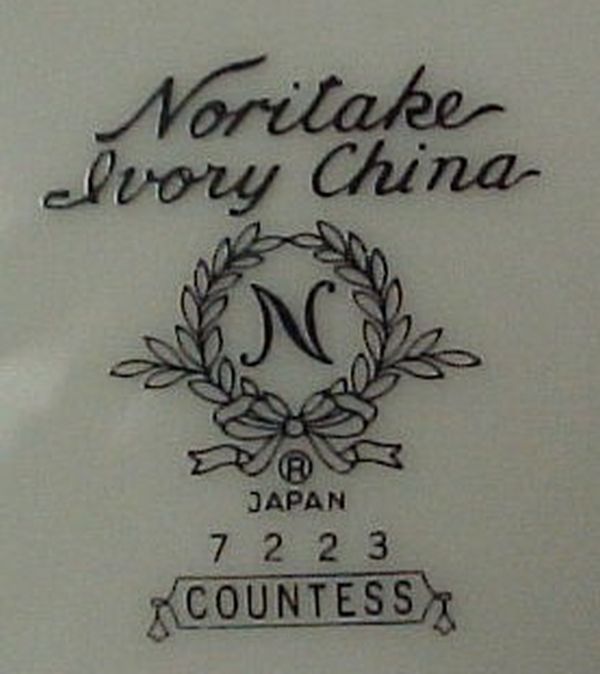 Noritake
Ivory China
N
®
JAPAN
7223
COUNTESS